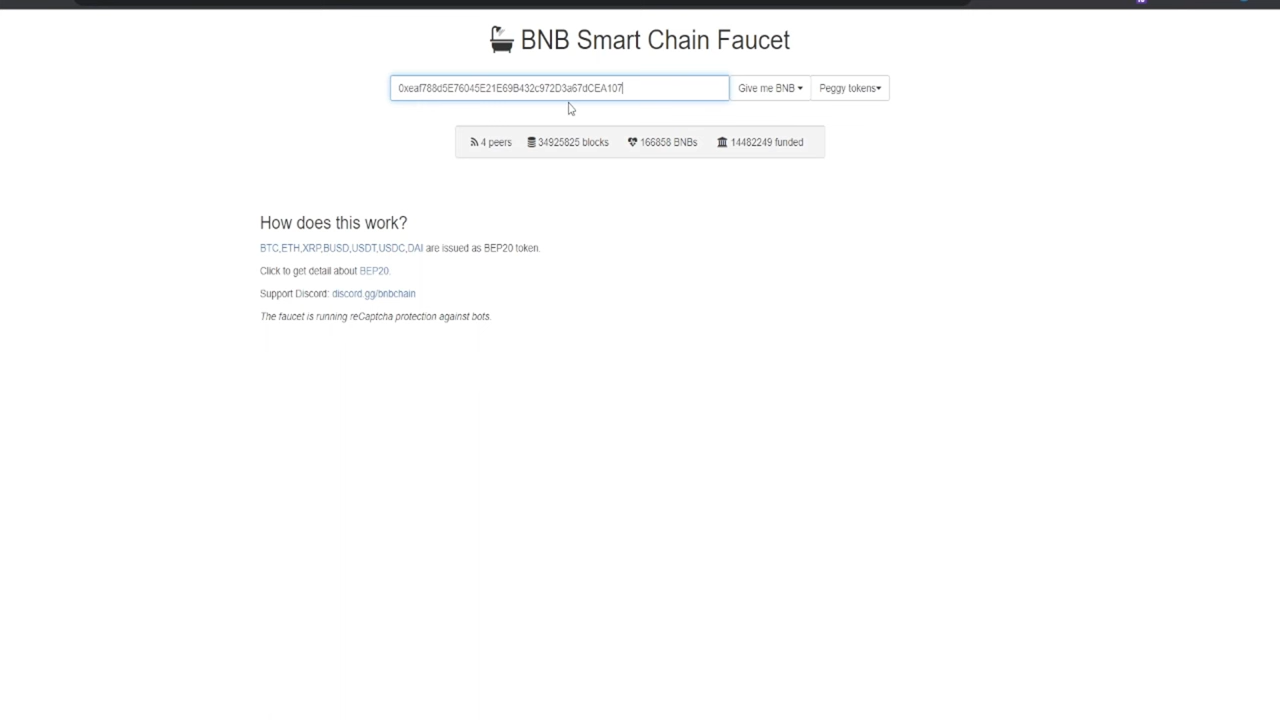 BNB Smart Chain Faucet
0xeaf788d5E76045E21E69B432c972D3a67dCEA107
Give me BNB
Peggy tokens
4 peers
34925825 blocks
166858 BNBs
14482249 funded
How does this work?
BTC,ETH,XRP,BUSD,USDT,USDC,DAI are issued as BEP20 token.
Click to get detail about BEP20.
Support Discord: discord.gg/bnbchain
The faucet is running reCaptcha protection against bots.